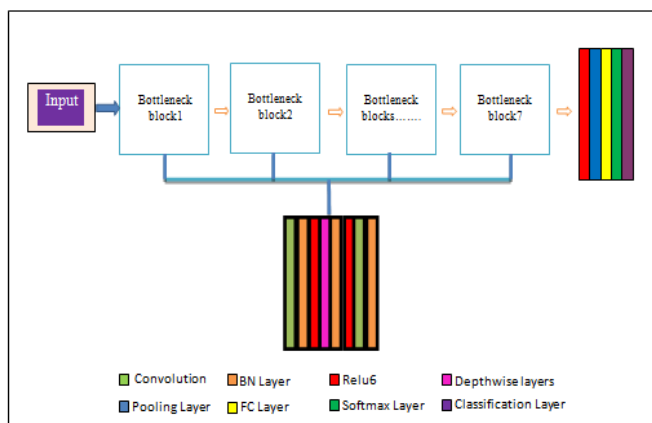 Input
Bottleneck
block1
Bottleneck
block2
Bottleneck
blocks.......
Bottleneck
block7
Convolution
BN Layer
Relu6
Depthwise layers
Pooling Layer
FC Layer
Softmax Layer
Classification Layer